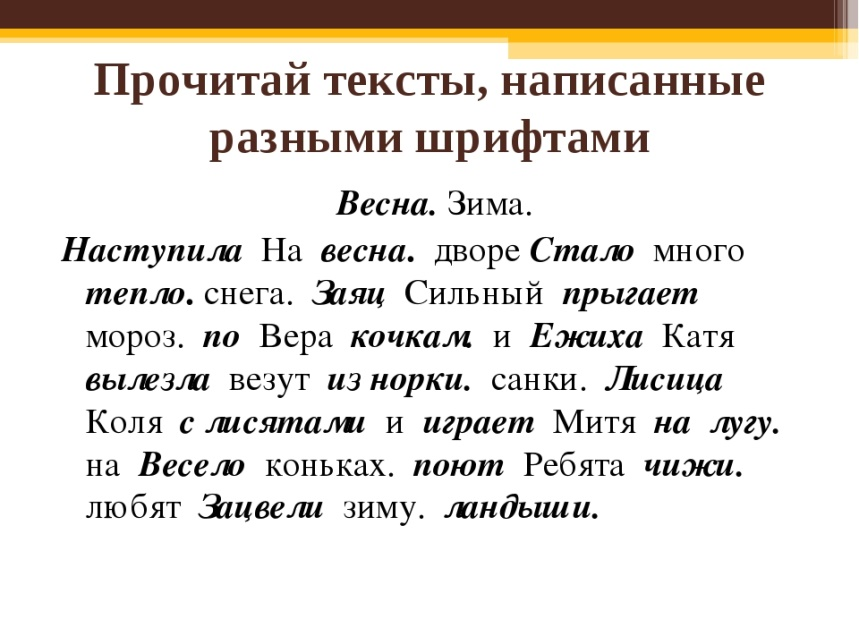 Прочитай тексты, написанные
разными шрифтами
Весна. Зима.
Наступила На весна. дворе Стало много
тепло. снега. Заяц Сильный прыгает
мороз. по Вера кочкам. и Ежиха Катя
вылезла везут из норки. санки. Лисица
Коля с лисятами и играет Митя на лугу.
на Весело коньках. поют Ребята чижи.
любят Зацвели зиму. ландыши.